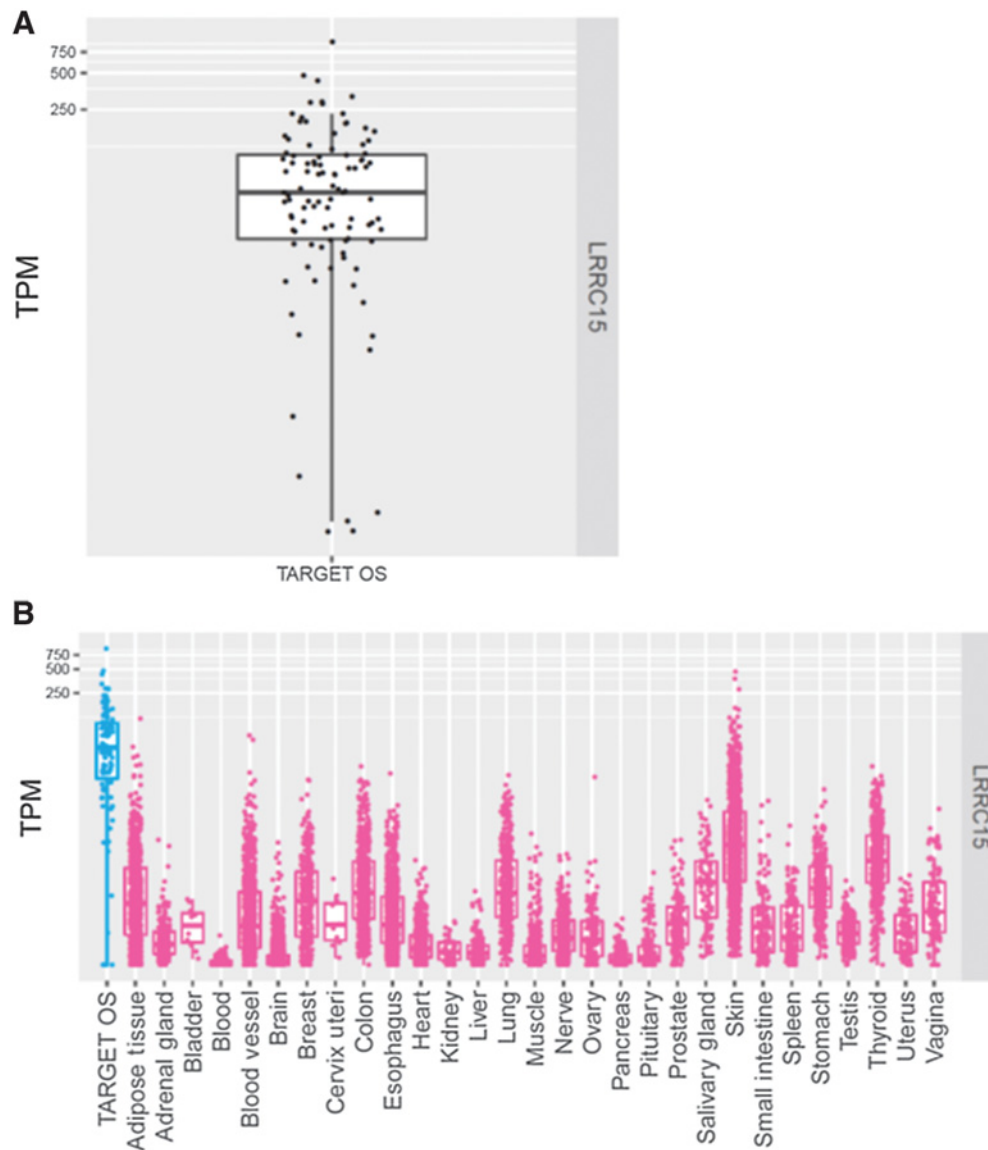 A
750
500
250
TPM
LRRC15
TARGET OS
B
750
500
250
TPM
LRRC15
TARGET OS
Adipose tissue
Adrenal gland
Bladder
Blood
Blood vessel
Brain
Breast
Cervix uteri
Colon
Esophagus
Heart
Kidney
Liver
Lung
Muscle
Nerve
Ovary
Pancreas
Pituitary
Prostate
Salivary gland
Skin
Small intestine
Spleen
Stomach
Testis
Thyroid
Uterus
Vagina